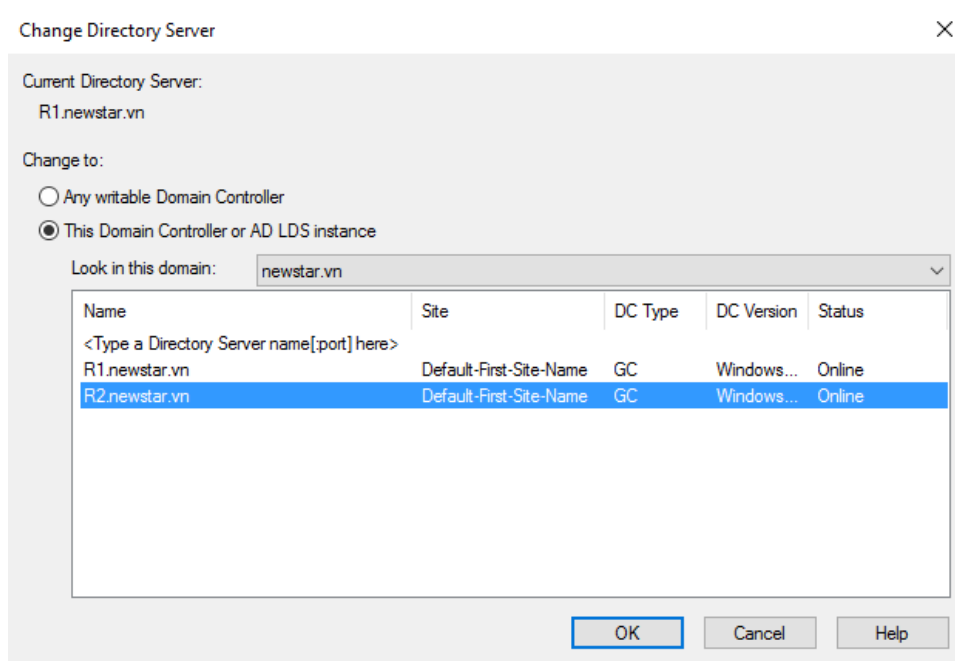 Change Directory Server
Current Directory Server:
R1.newstar.vn
Change to:
Any writable Domain Controller
This Domain Controller or AD LDS instance
Look in this domain: newstar.vn
Name Site DC Type DC Version Status
<Type a Directory Server name[:port] here>
R1.newstar.vn Default-First-Site-Name GC Windows... Online
R2.newstar.vn Default-First-Site-Name GC Windows... Online
OK Cancel Help